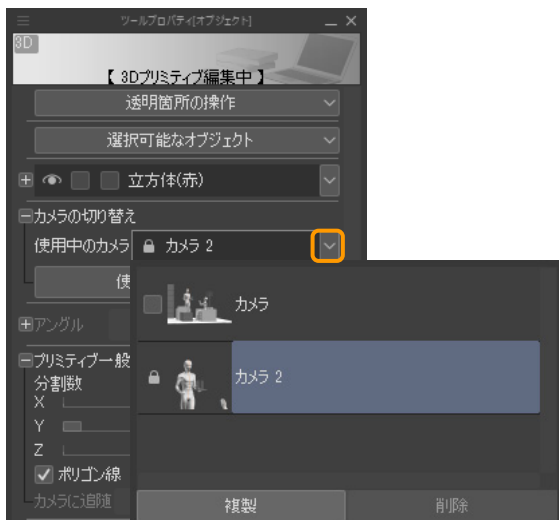 ツールプロパティ[オブジェクト]
3D
【 3Dプリミティブ編集中 】
透明箇所の操作
選択可能なオブジェクト
立方体(赤)
カメラの切り替え
使用中のカメラ カメラ 2
使
カメラ
アングル
プリミティブ一般
カメラ 2
分割数
X
Y
Z
ポリゴン線
カメラに追随
複製 削除